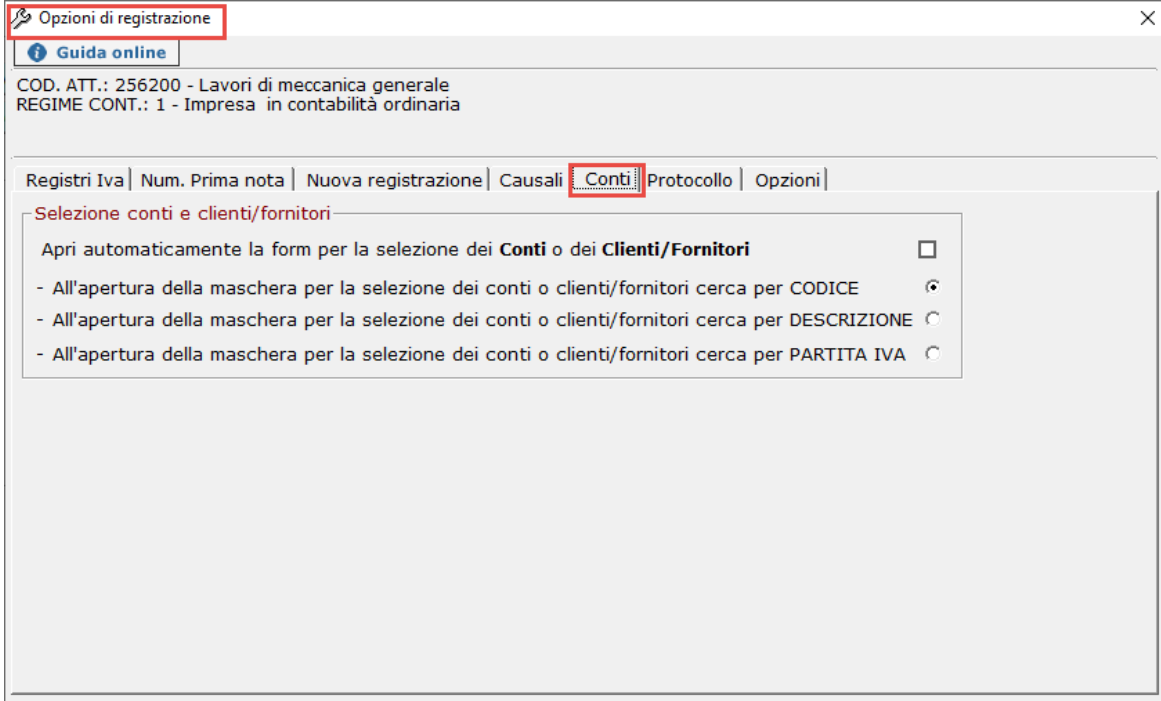 Opzioni di registrazione
Guida online
COD. ATT.: 256200 - Lavori di meccanica generale
REGIME CONT.: 1 - Impresa  in contabilità ordinaria
Registri Iva Num. Prima nota Nuova registrazione Causali Conti Protocollo Opzioni
Selezione conti e clienti/fornitori
Apri automaticamente la form per la selezione dei Conti o dei Clienti/Fornitori
- All'apertura della maschera per la selezione dei conti o clienti/fornitori cerca per CODICE
- All'apertura della maschera per la selezione dei conti o clienti/fornitori cerca per DESCRIZIONE
- All'apertura della maschera per la selezione dei conti o clienti/fornitori cerca per PARTITA IVA